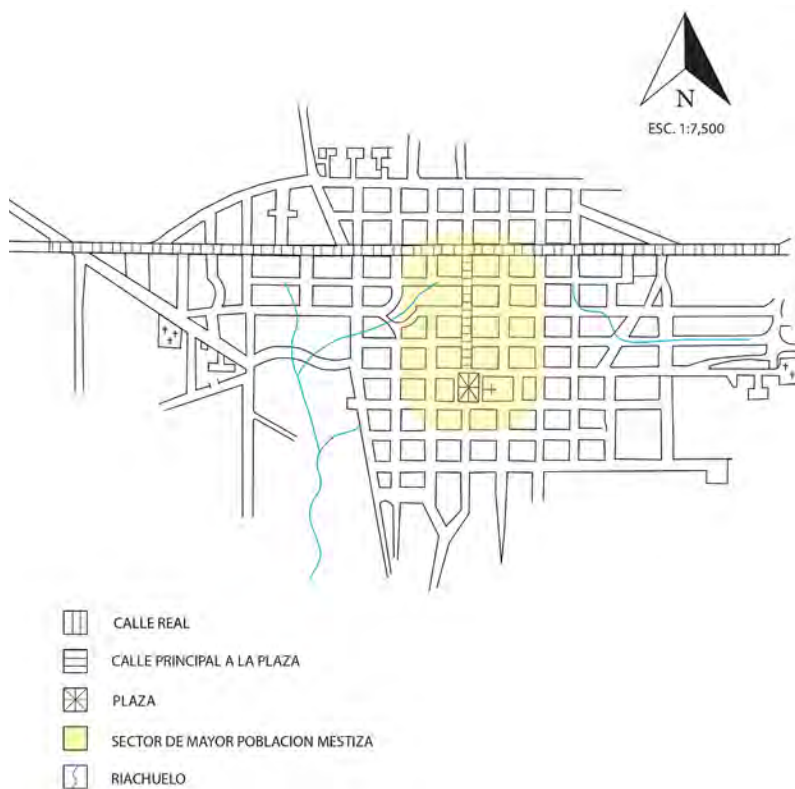 N
ESC. 1:7,500
CALLE REAL
CALLE PRINCIPAL A LA PLAZA
PLAZA
SECTOR DE MAYOR POBLACION MESTIZA
RIACHUELO